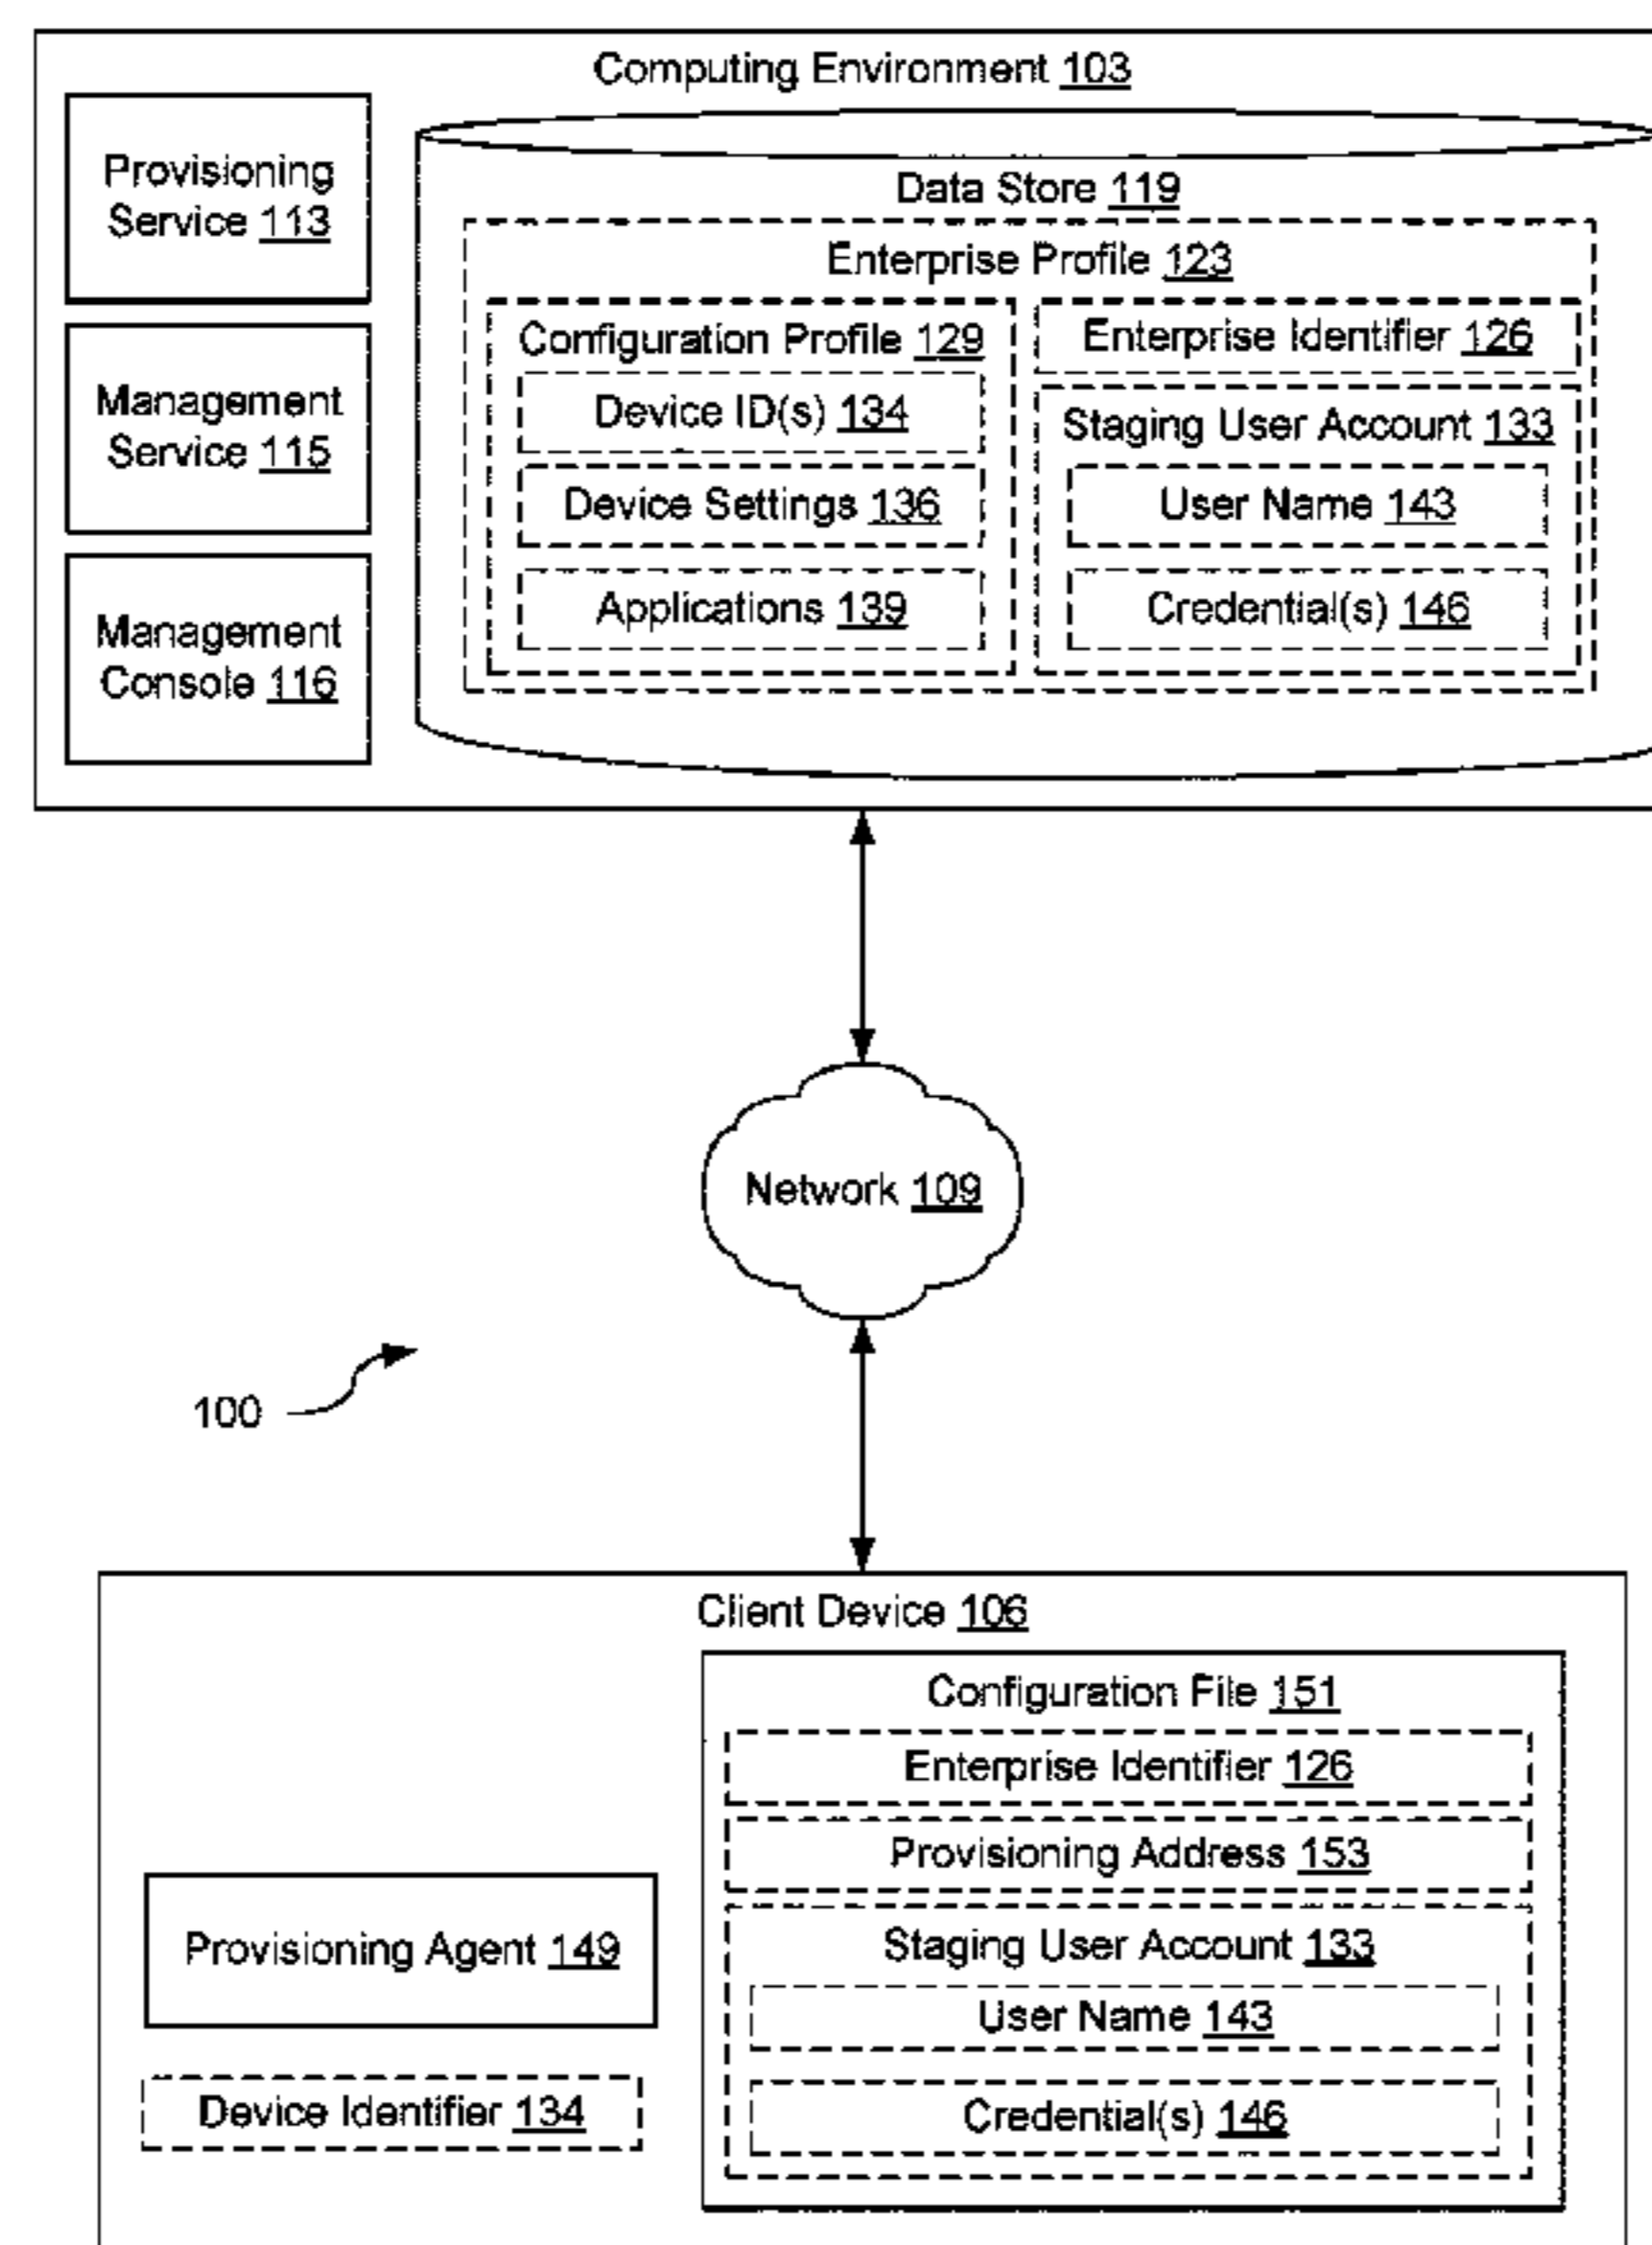 Computing Environment 103
Provisioning
Service 113
Management
Service 115
Management
Console 116
Data Store 119
Enterprise Profile 123
Configuration Profile 129
Device ID(s) 134
Device Settings 136
Applications 139
Enterprise Identifier 126
Staging User Account 133
User Name 143
Credential(s) 146
Network 109
100
Client Device 106
Provisioning Agent 149
Device Identifier 134
Configuration File 151
Enterprise Identifier 126
Provisioning Address 153
Staging User Account 133
User Name 143
Credential(s) 146